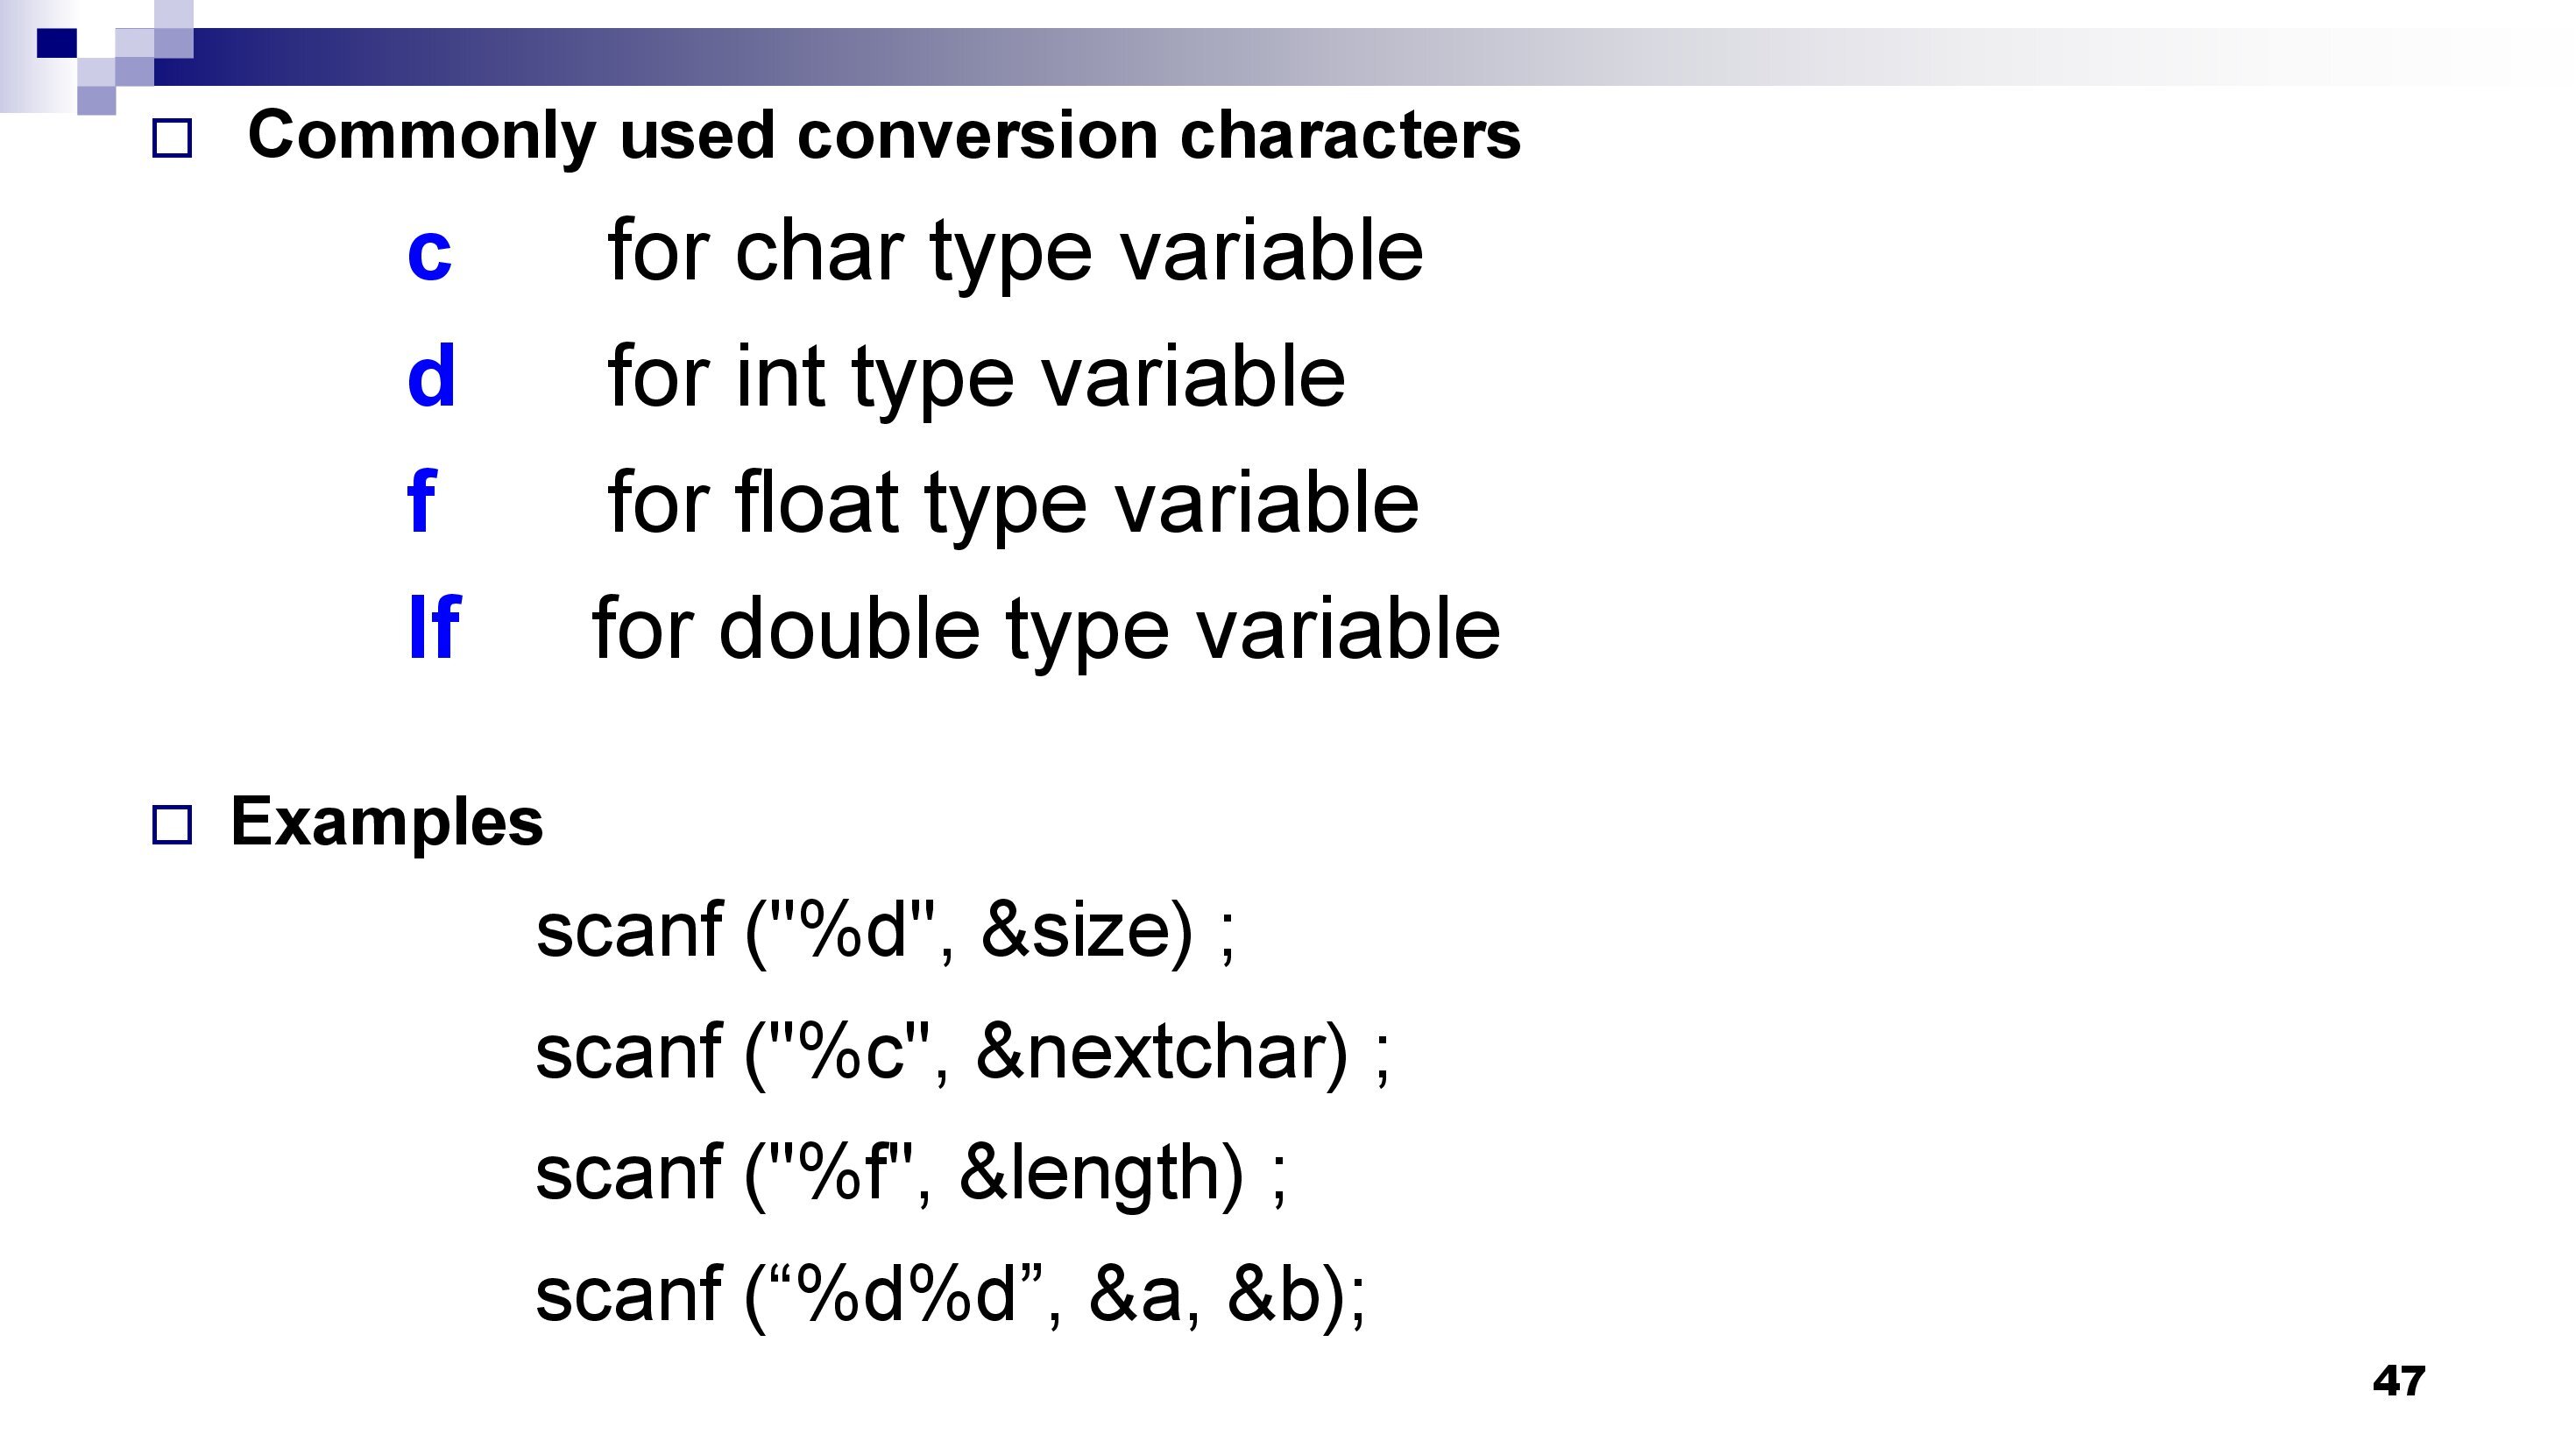 Commonly used conversion characters
c for char type variable
d for int type variable
f for float type variable
lf for double type variable
Examples
scanf ("%d", &size) ;
scanf ("%c", &nextchar) ;
scanf ("%f", &length) ;
scanf (“%d%d”, &a, &b);
47